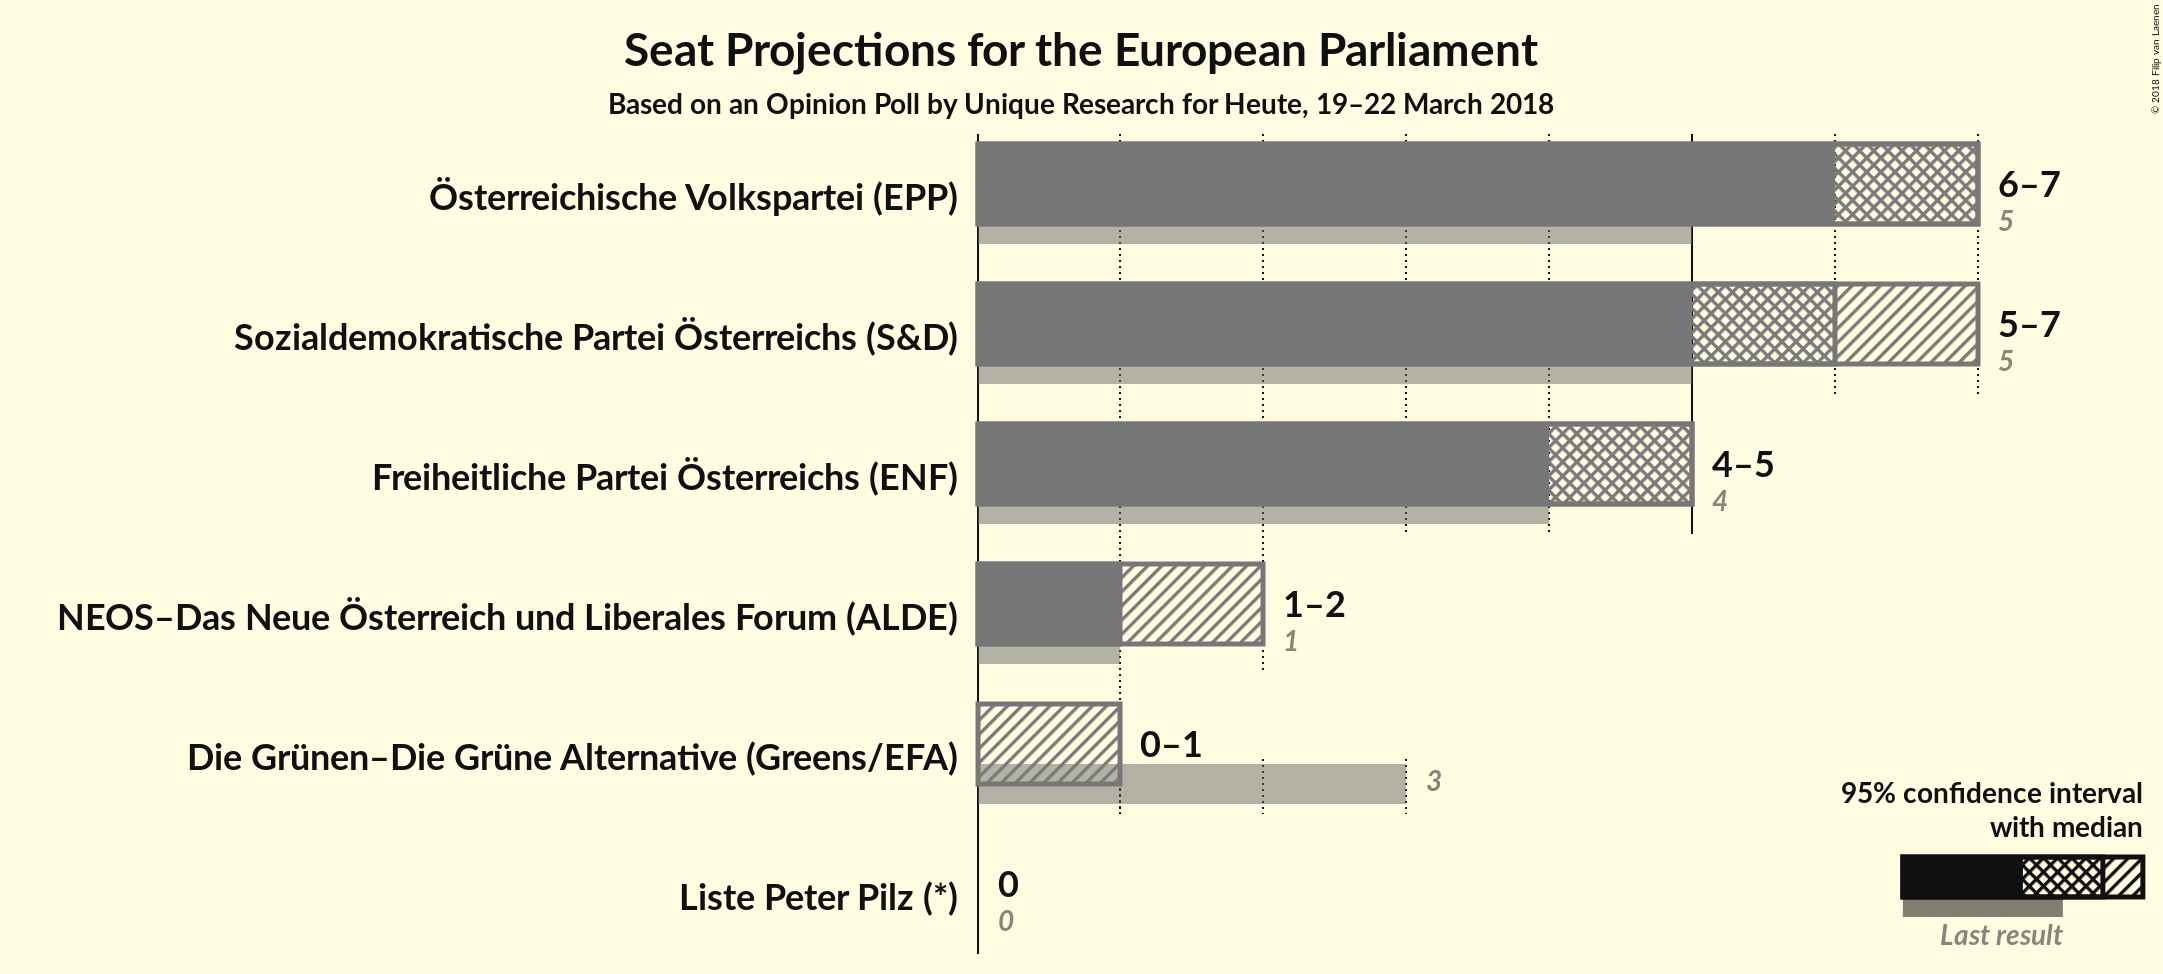 Seat Projections for the European Parliament
Based on an Opinion Poll by Unique Research for Heute, 19–22 March 2018
© 2018 Filip van Laenen
Österreichische Volkspartei (EPP)
6–7
5
Sozialdemokratische Partei Österreichs (S&D)
5–7
5
Freiheitliche Partei Österreichs (ENF)
4–5
4
NEOS–Das Neue Österreich und Liberales Forum (ALDE)
1–2
1
Die Grünen–Die Grüne Alternative (Greens/EFA)
0–1
3
Liste Peter Pilz (*)
0
0
95% confidence interval
with median
Last result